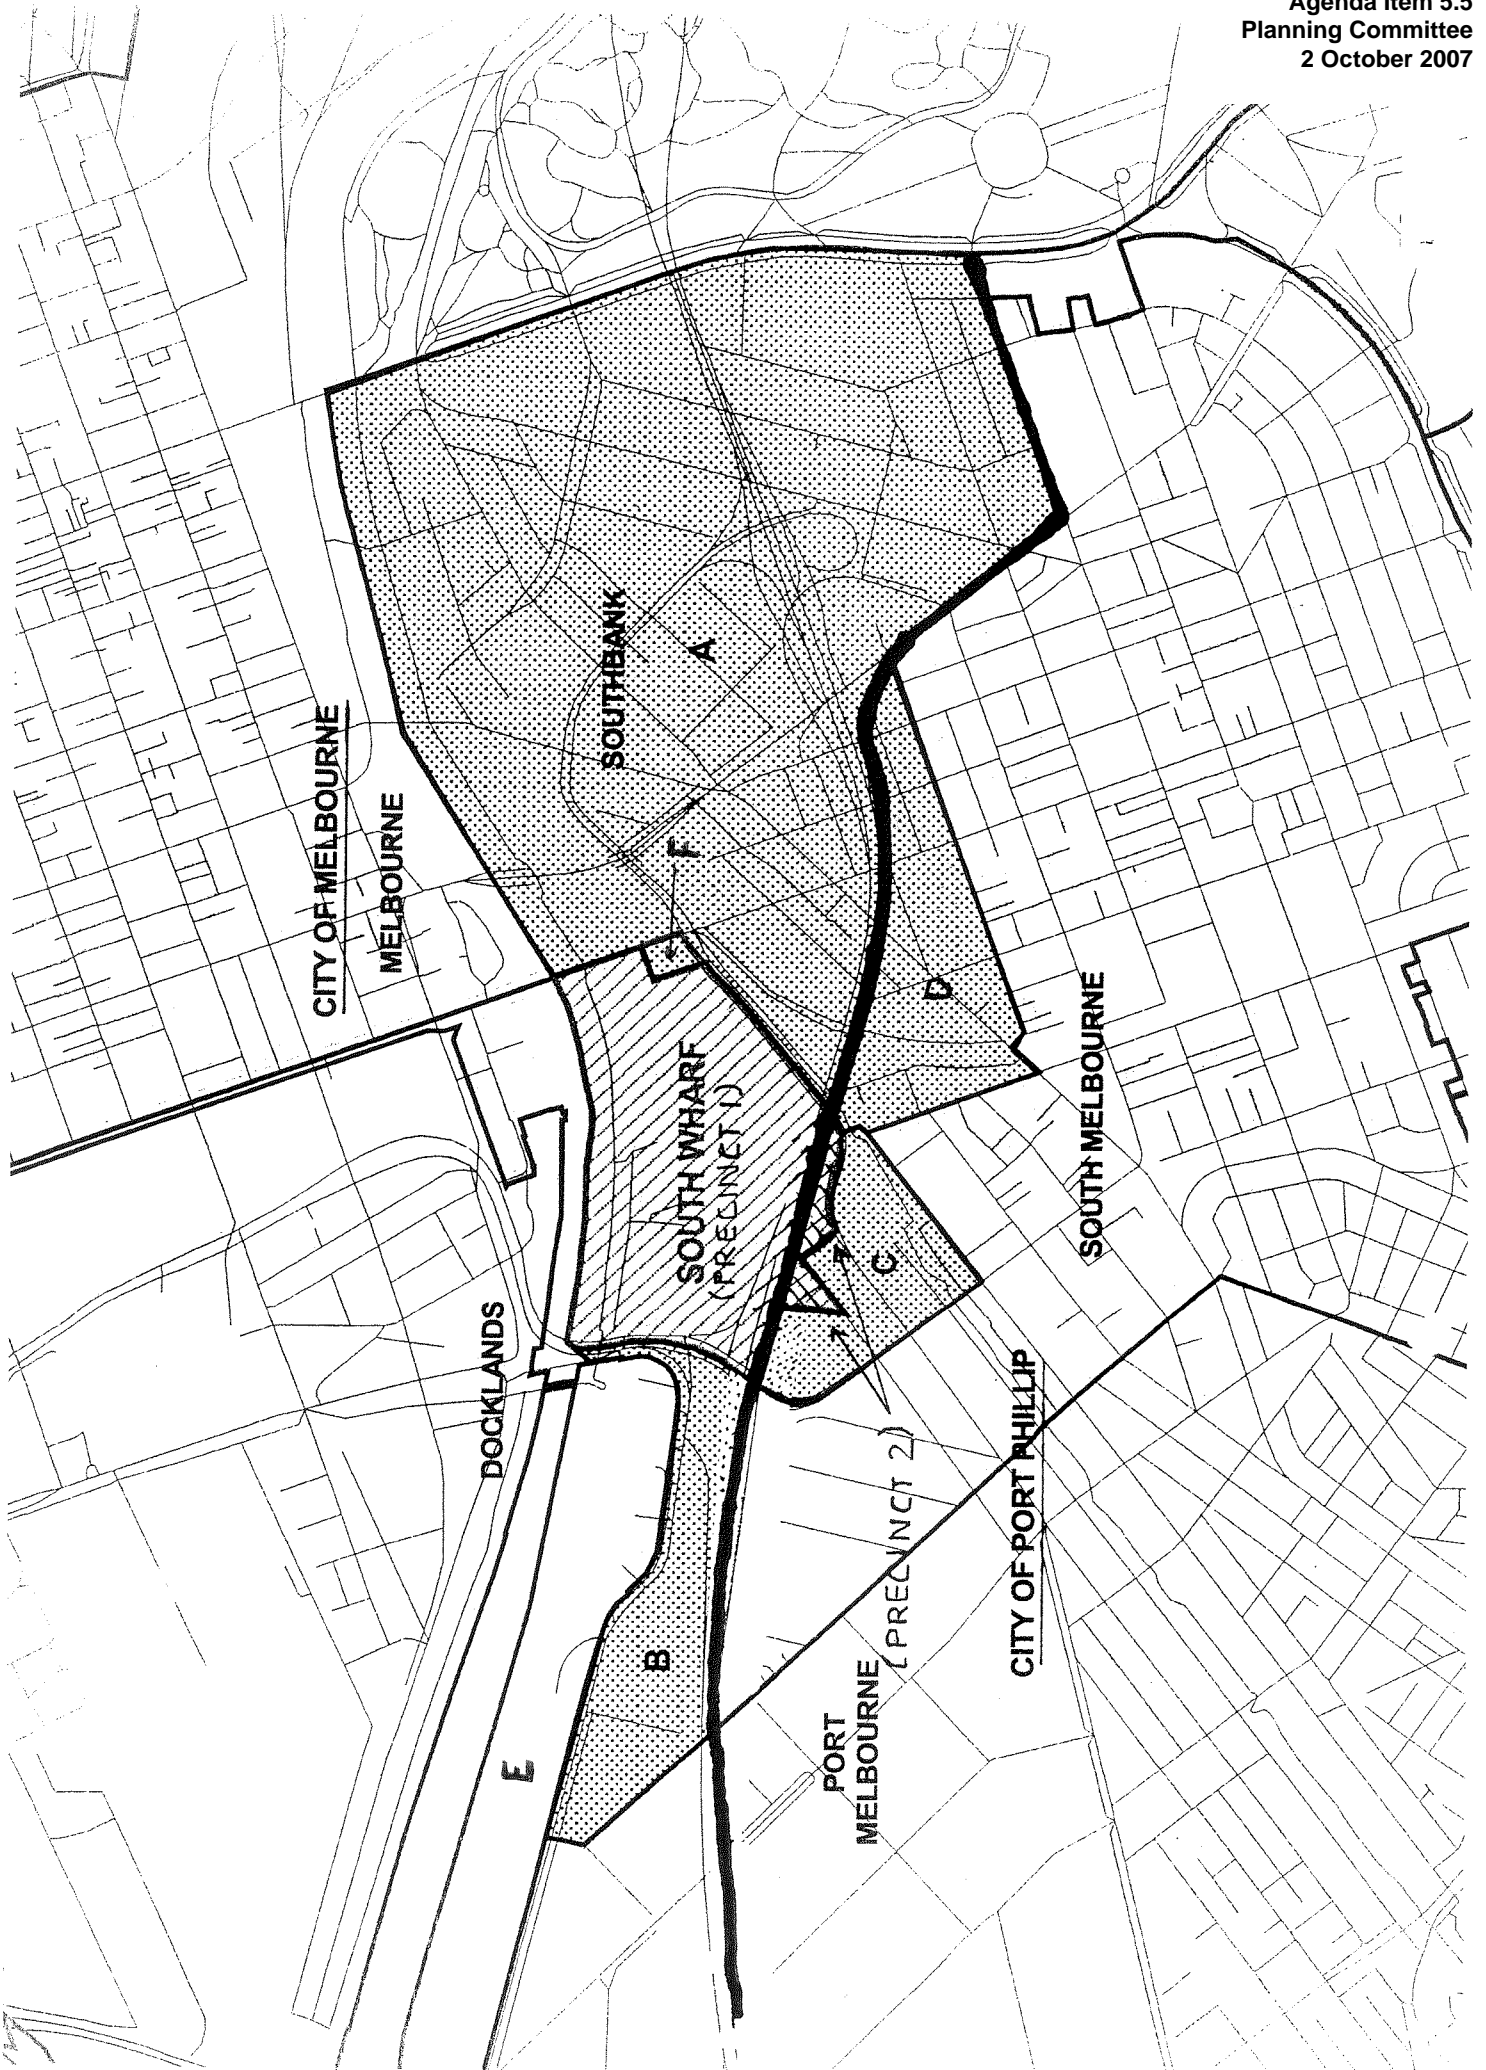 Agenda Item 5.5
Planning Committee
2 October 2007
CITY OF MELBOURNE
MELBOURNE
SOUTHBANK
A
F
DOCKLANDS
SOUTH WHARF
(PRECINCT 1)
D
C
SOUTH MELBOURNE
E
B
PORT
MELBOURNE
(PRECINCT 2)
CITY OF PORT PHILLIP